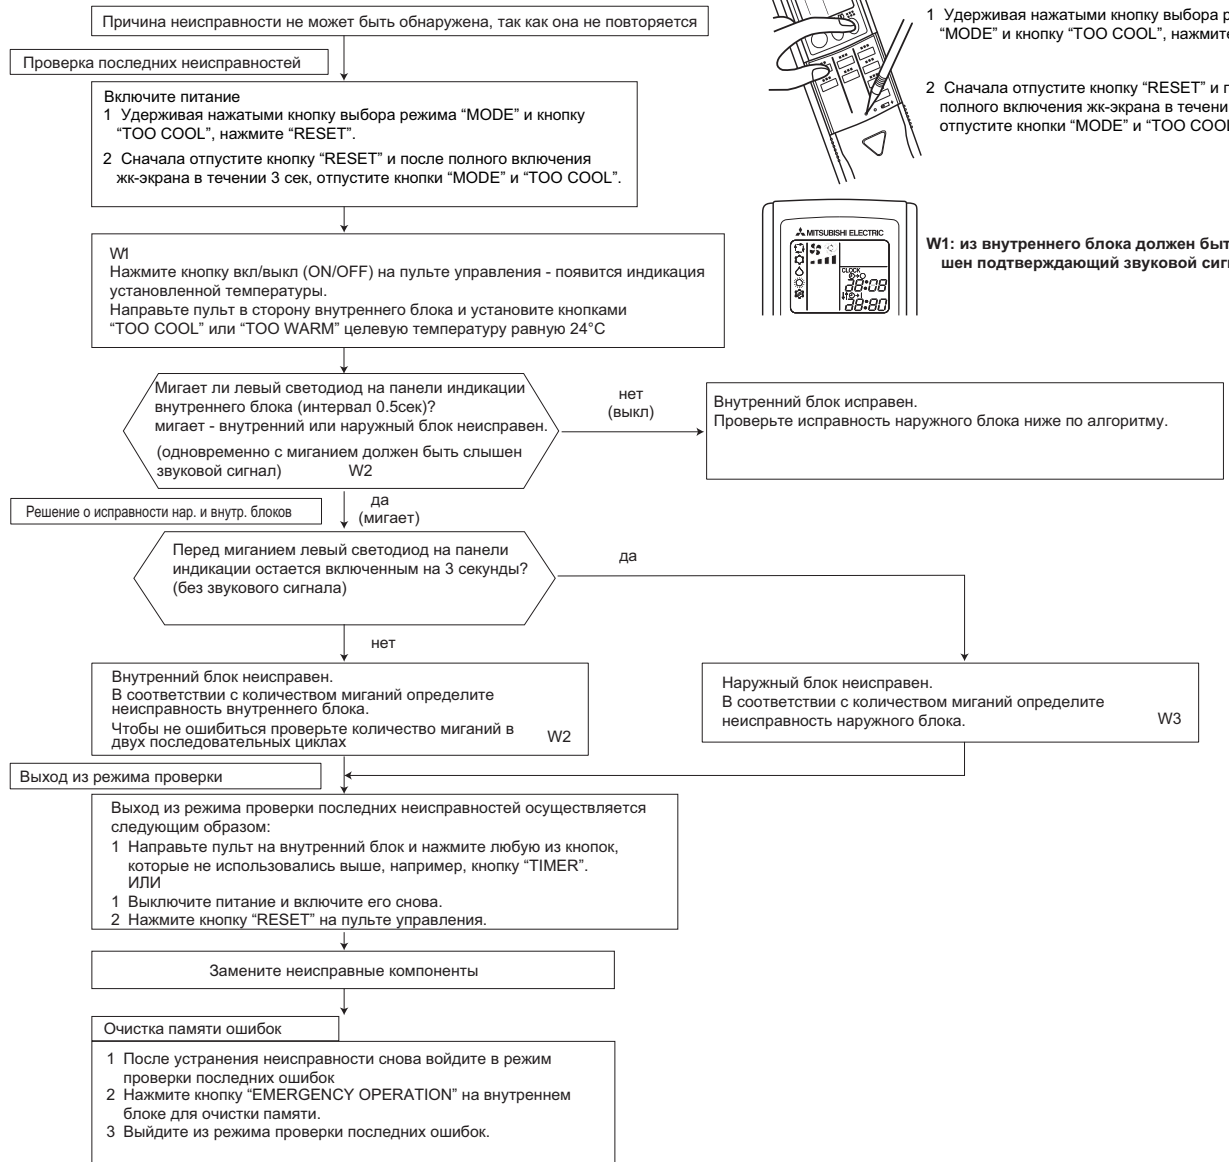 Причина неисправности не может быть обнаружена, так как она не повторяется
Проверка последних неисправностей
Включите питание
1 Удерживая нажатыми кнопку выбора режима “MODE” и кнопку
“TOO COOL”, нажмите “RESET”.
2 Сначала отпустите кнопку “RESET” и после полного включения
жк-экрана в течении 3 сек, отпустите кнопки “MODE” и “TOO COOL”.
1 Удерживая нажатыми кнопку выбора
“MODE” и кнопку “TOO COOL”,
2 Сначала отпустите кнопку “RESET” и
полного включения жк-экрана в
отпустите кнопки “MODE” и “TOO
MITSUBISHI ELECTRIC
CLOCK
88:08
88:80
W1: из внутреннего блока должен
подтверждающий звуковой
W1
Нажмите кнопку вкл/выкл (ON/OFF) на пульте управления - появится индикация
установленной температуры.
Направьте пульт в сторону внутреннего блока и установите кнопками
“TOO COOL” или “TOO WARM” целевую температуру равную 24°C
Мигает ли левый светодиод на панели индикации
внутреннего блока (интервал 0.5сек)?
мигает - внутренний или наружный блок неисправен.
(одновременно с миганием должен быть слышен
звуковой сигнал) W2
нет
(выкл)
Внутренний блок исправен.
Проверьте исправность наружного блока ниже по алгоритму.
да
(мигает)
Решение о исправности нар. и внутр. блоков
Перед миганием левый светодиод на панели
индикации остается включенным на 3 секунды?
(без звукового сигнала)
да
нет
Внутренний блок неисправен.
В соответствии с количеством миганий определите
неисправность внутреннего блока.
Чтобы не ошибиться проверьте количество миганий в
двух последовательных циклах W2
Наружный блок неисправен.
В соответствии с количеством миганий определите
неисправность наружного блока. W3
Выход из режима проверки
Выход из режима проверки последних неисправностей осуществляется
следующим образом:
1 Направьте пульт на внутренний блок и нажмите любую из кнопок,
которые не использовались выше, например, кнопку “TIMER”.
ИЛИ
1 Выключите питание и включите его снова.
2 Нажмите кнопку “RESET” на пульте управления.
Замените неисправные компоненты
Очистка памяти ошибок
1 После устранения неисправности снова войдите в режим
проверки последних ошибок
2 Нажмите кнопку “EMERGENCY OPERATION” на внутреннем
блоке для очистки памяти.
3 Выйдите из режима проверки последних ошибок.